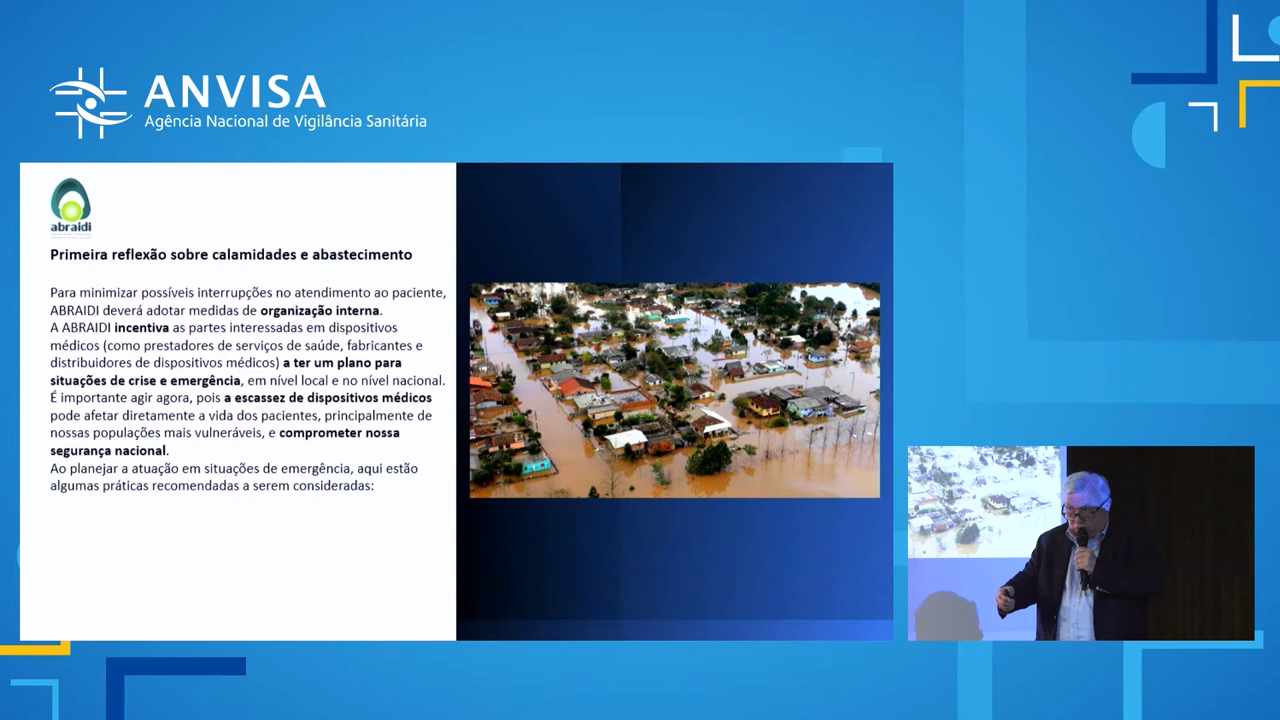 ANVISA
Agência Nacional de Vigilância Sanitária
abraidi
Primeira reflexão sobre calamidades e abastecimento
Para minimizar possíveis interrupções no atendimento ao paciente,
ABRAIDI deverá adotar medidas de organização interna.
A ABRAIDI incentiva as partes interessadas em dispositivos
médicos (como prestadores de serviços de saúde, fabricantes e
distribuidores de dispositivos médicos) a ter um plano para
situações de crise e emergência, em nível local e no nível nacional.
É importante agir agora, pois a escassez de dispositivos médicos
pode afetar diretamente a vida dos pacientes, principalmente de
nossas populações mais vulneráveis, e comprometer nossa
segurança nacional.
Ao planejar a atuação em situações de emergência, aqui estão
algumas práticas recomendadas a serem consideradas: